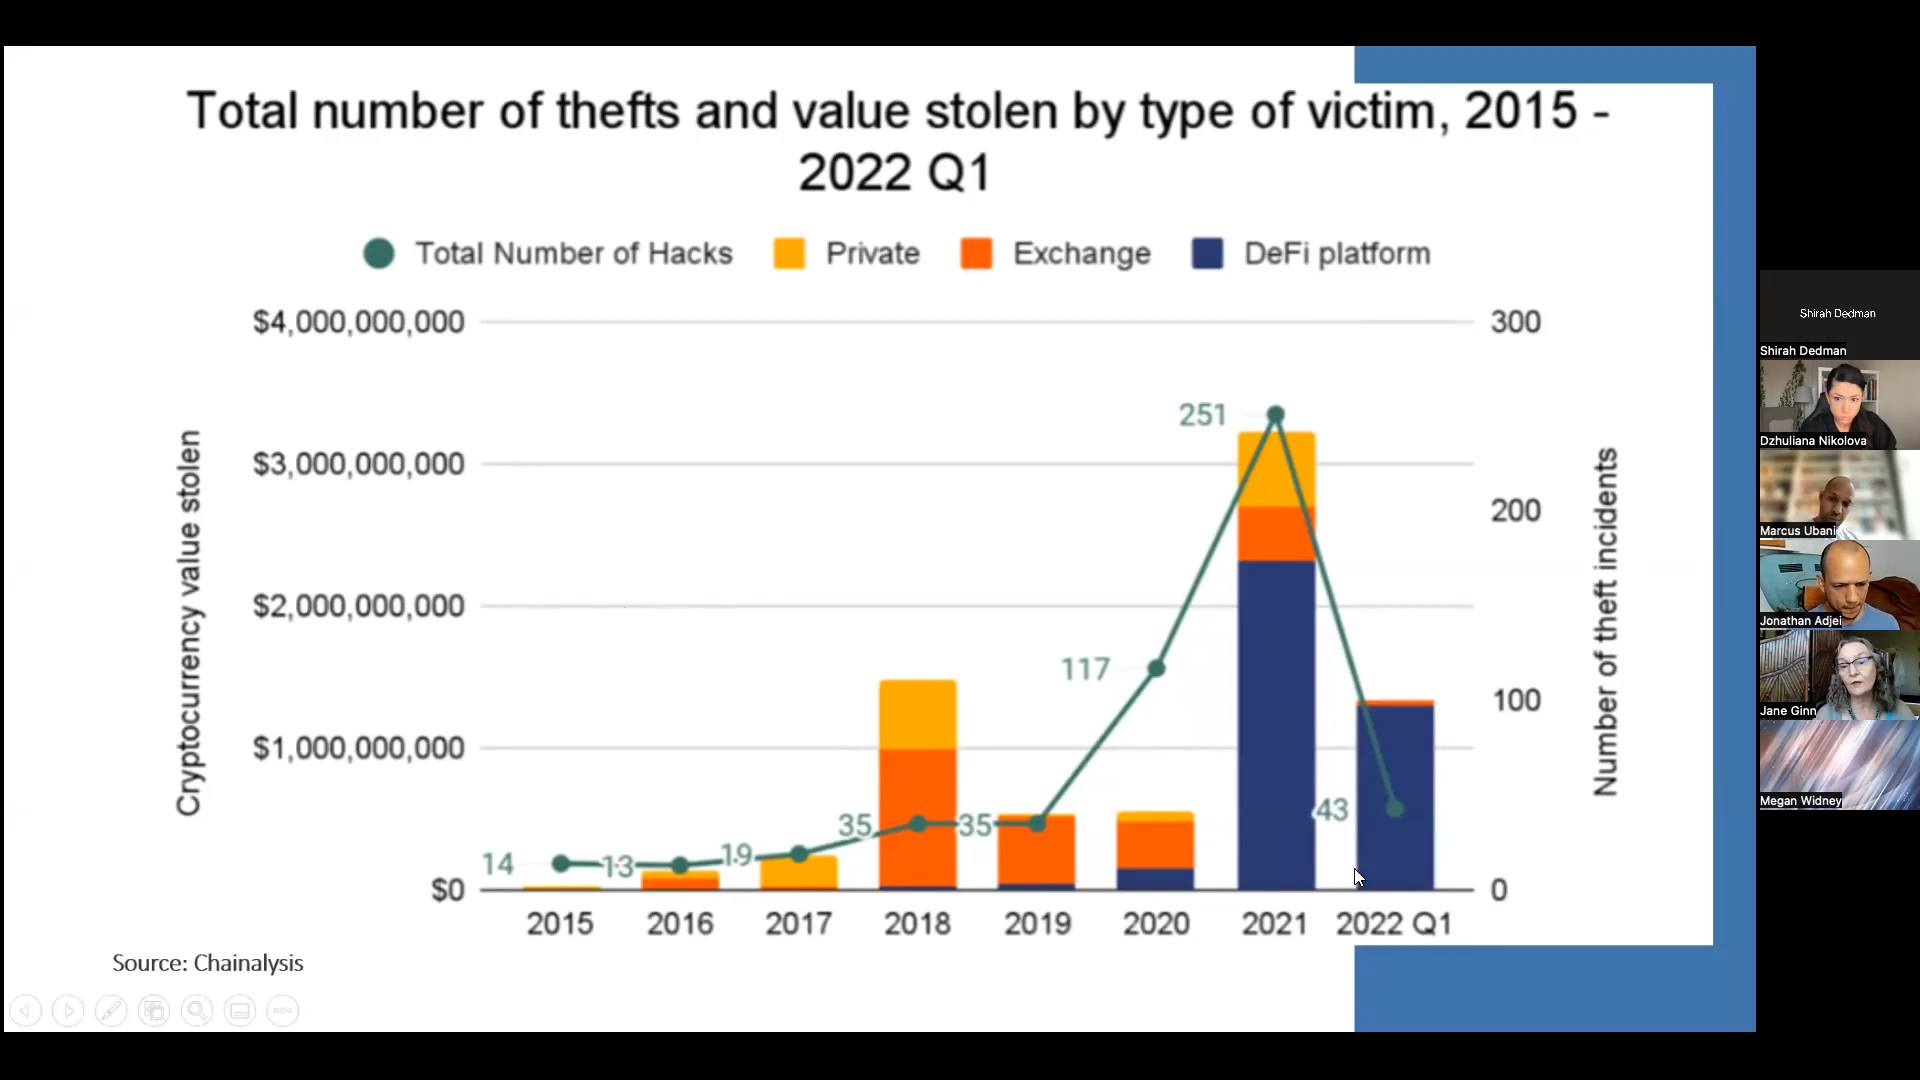 Total number of thefts and value stolen by type of victim, 2015 -
2022 Q1
Total Number of Hacks
Private
Exchange
DeFi platform
Cryptocurrency value stolen
$4,000,000,000
$3,000,000,000
$2,000,000,000
$1,000,000,000
$0
14
13
19
35
35
117
251
43
300
200
100
0
Number of theft incidents
2015
2016
2017
2018
2019
2020
2021
2022 Q1
Source: Chainalysis
Shirah Dedman
Shirah Dedman
Dzhuliana Nikolova
Marcus Ubani
Jonathan Adjei
Jane Ginn
Megan Widney